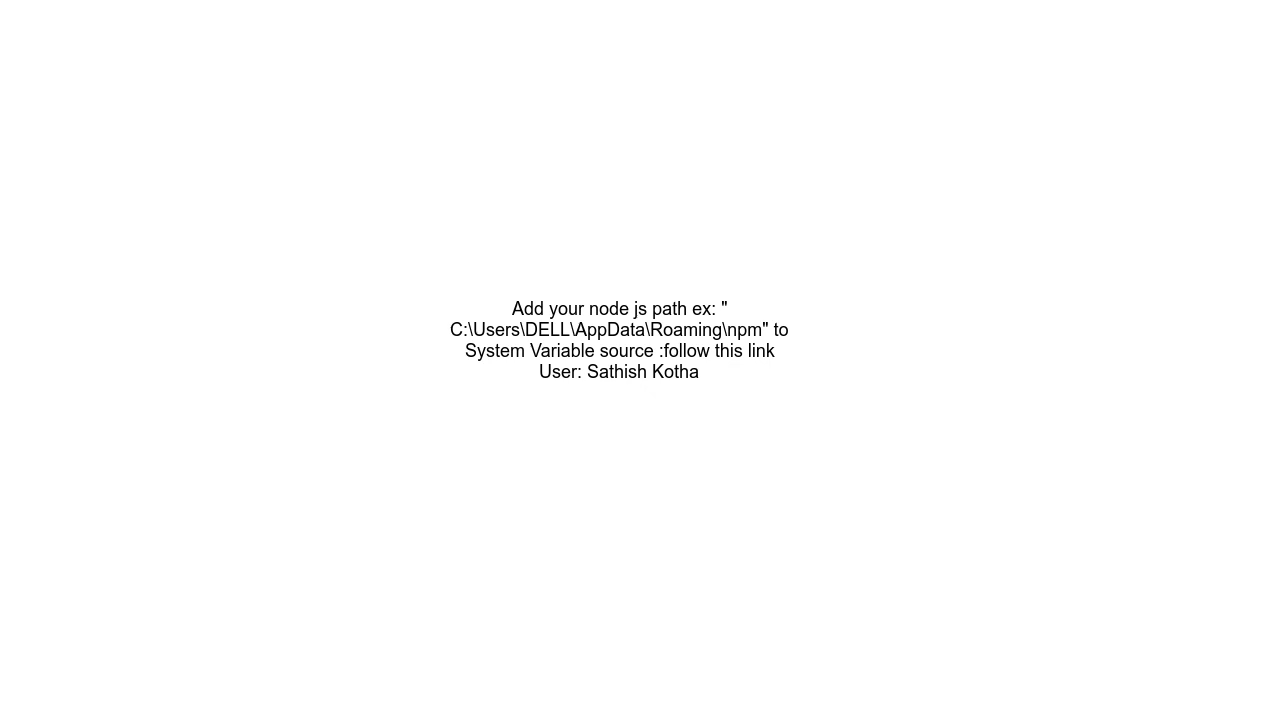 Add your node js path ex: "
C:\Users\DELL\AppData\Roaming\npm" to
System Variable source :follow this link
User: Sathish Kotha